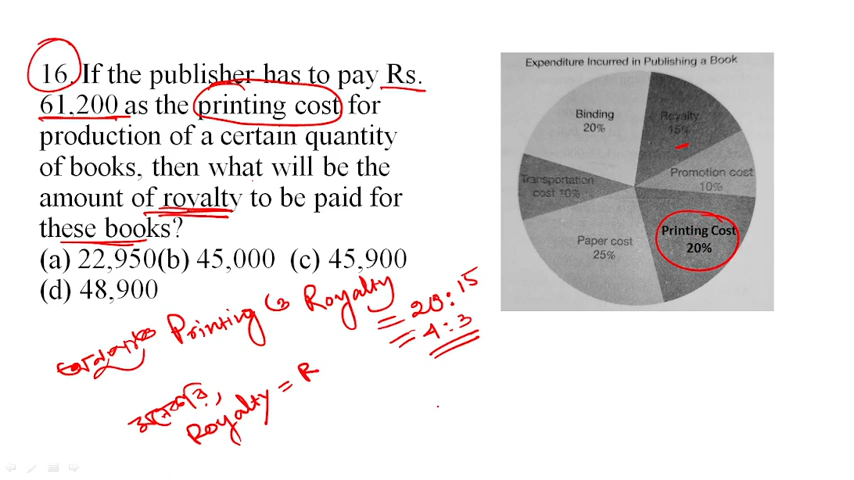 16. If the publisher has to pay Rs.
61,200 as the printing cost for
production of a certain quantity
of books, then what will be the
amount of royalty to be paid for
these books?
(a) 22,950(b) 45,000 (c) 45,900
(d) 48,900
Printing ও Royalty
= 20:15
= 4:3
Royalty = R
Expenditure Incurred in Publishing a Book
Binding
20%
Royalty
15%
Promotion cost
10%
Transportation
cost 10%
Printing Cost
20%
Paper cost
25%